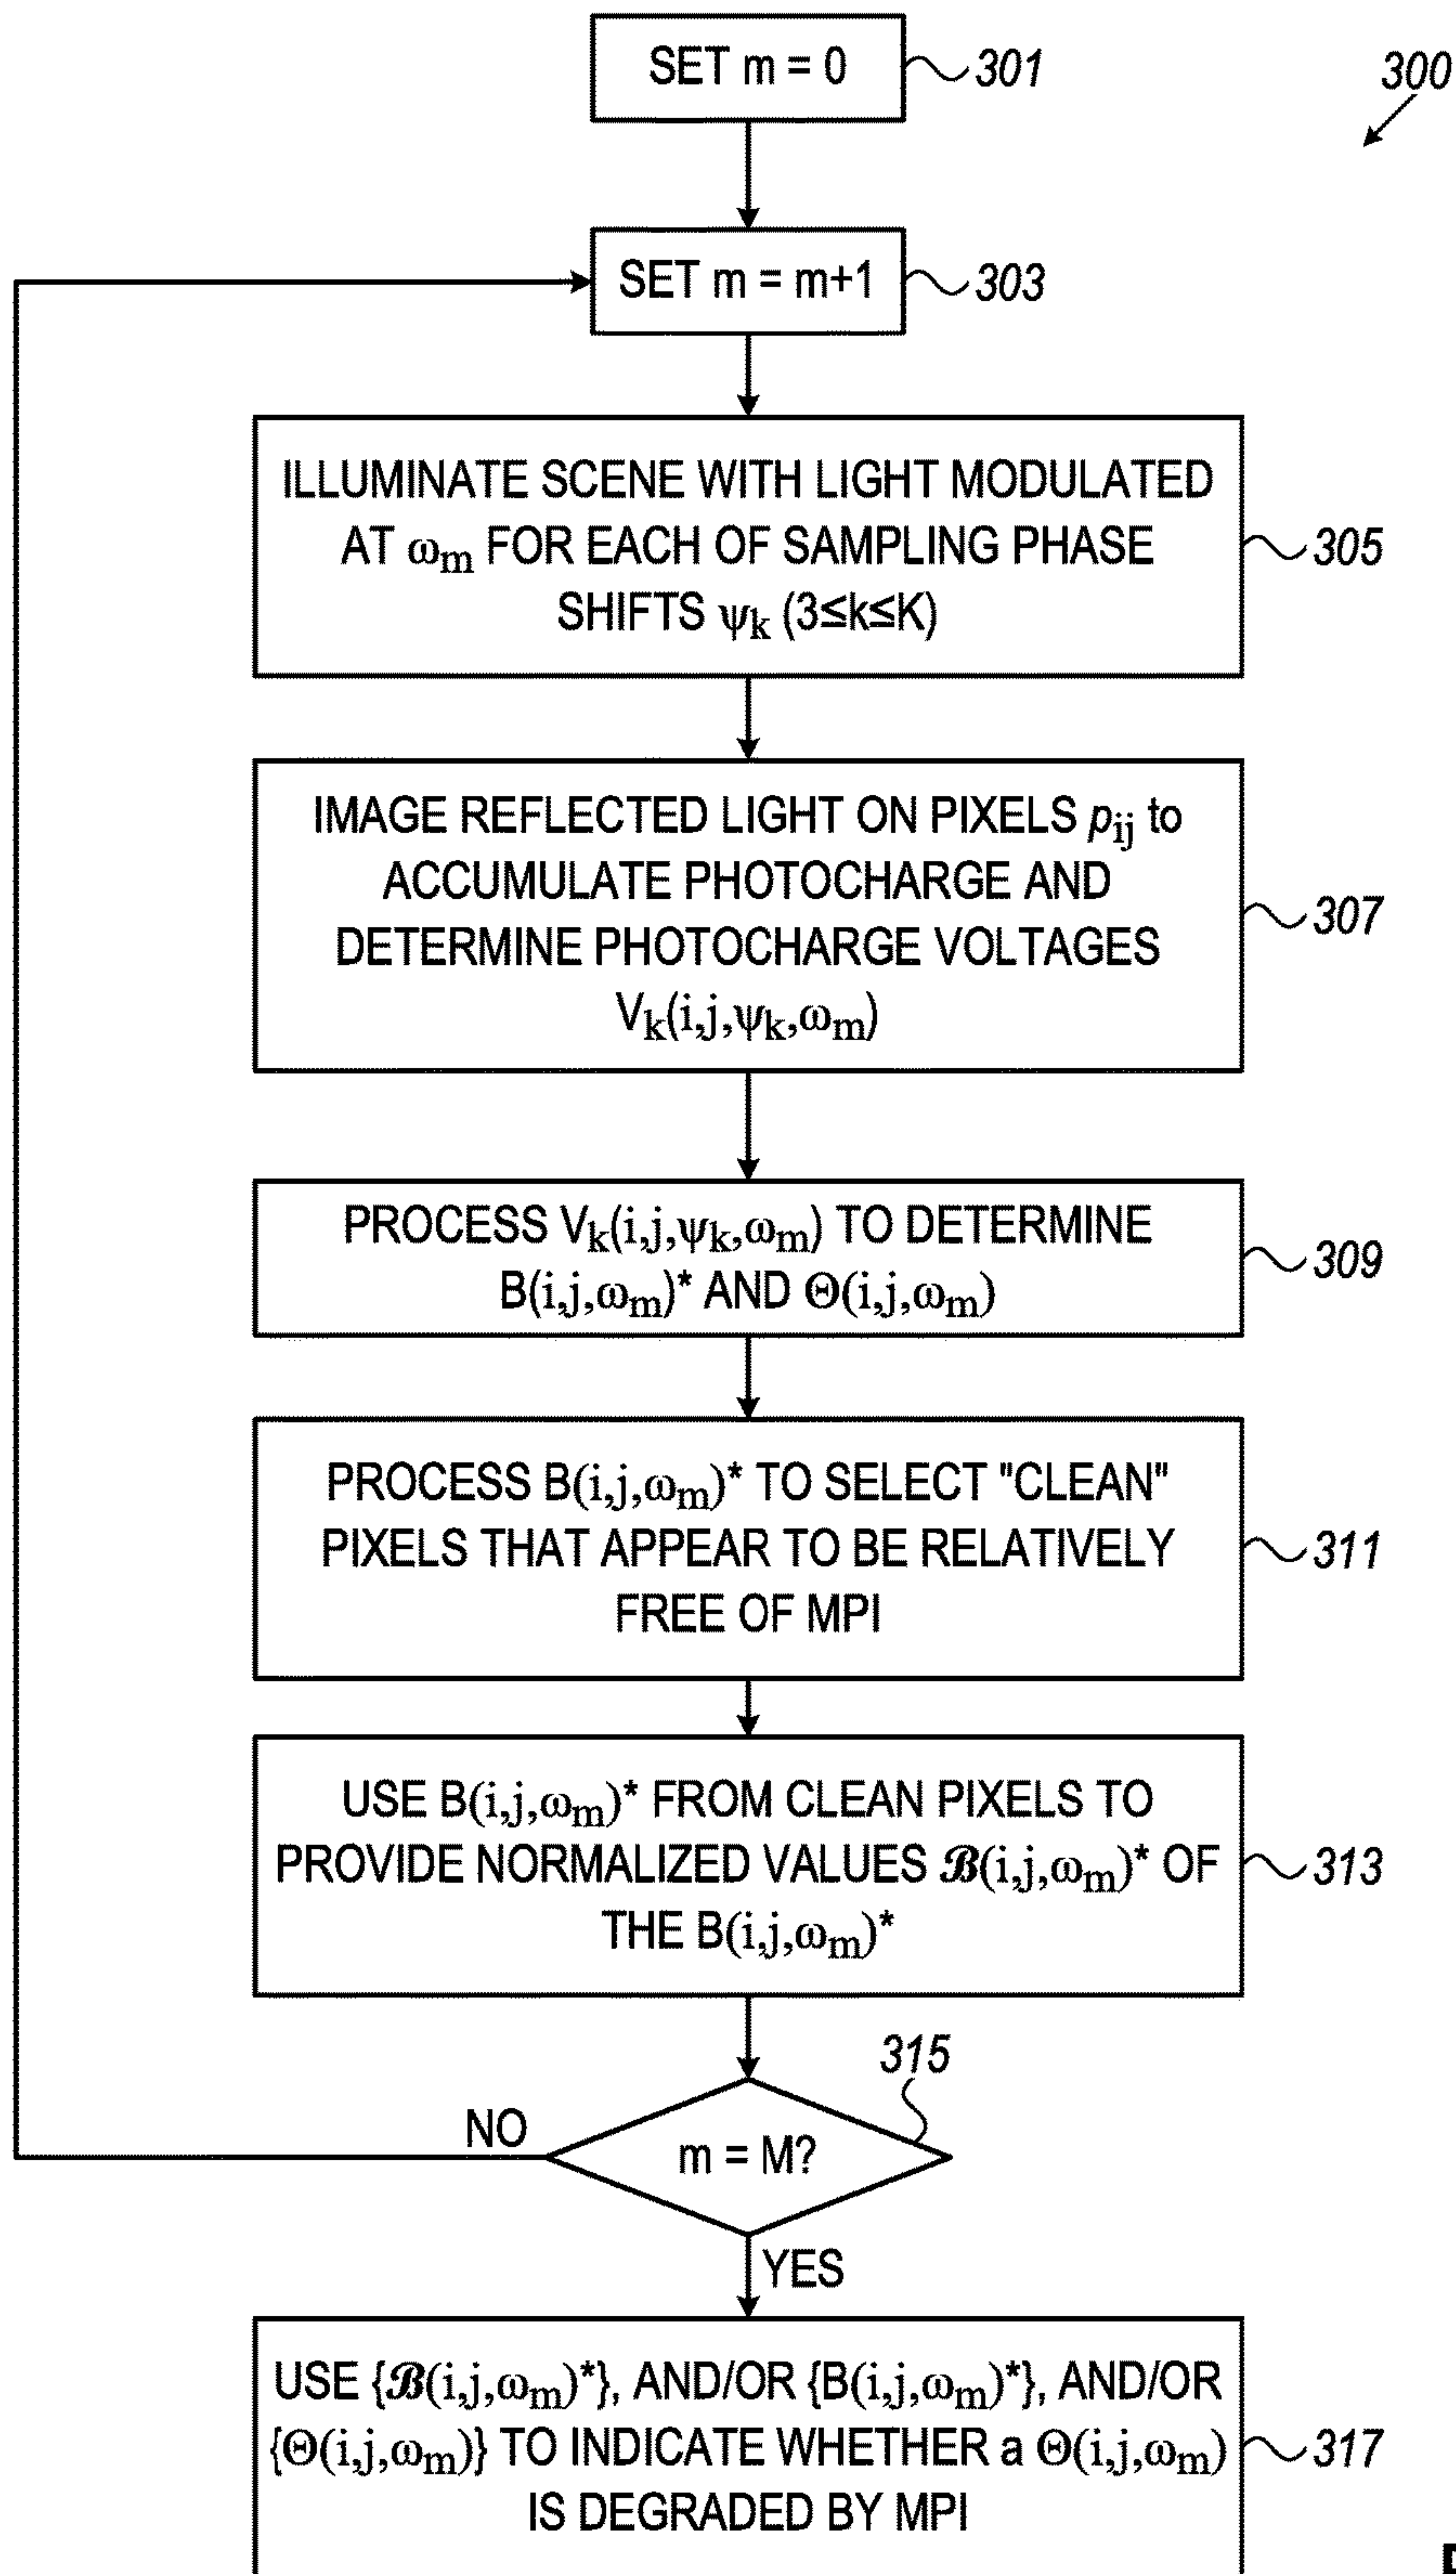 SET m = 0
301
300
SET m = m+1
303
ILLUMINATE SCENE WITH LIGHT MODULATED
AT ωm FOR EACH OF SAMPLING PHASE
SHIFTS ψk (3≤k≤K)
305
IMAGE REFLECTED LIGHT ON PIXELS pij to
ACCUMULATE PHOTOCHARGE AND
DETERMINE PHOTOCHARGE VOLTAGES
Vk(i,j,ψk,ωm)
307
PROCESS Vk(i,j,ψk,ωm) TO DETERMINE
B(i,j,ωm)* AND Θ(i,j,ωm)
309
PROCESS B(i,j,ωm)* TO SELECT "CLEAN"
PIXELS THAT APPEAR TO BE RELATIVELY
FREE OF MPI
311
USE B(i,j,ωm)* FROM CLEAN PIXELS TO
PROVIDE NORMALIZED VALUES ℬ(i,j,ωm)* OF
THE B(i,j,ωm)*
313
315
NO
m = M?
YES
USE {ℬ(i,j,ωm)*}, AND/OR {B(i,j,ωm)*}, AND/OR
{Θ(i,j,ωm)} TO INDICATE WHETHER a Θ(i,j,ωm)
IS DEGRADED BY MPI
317